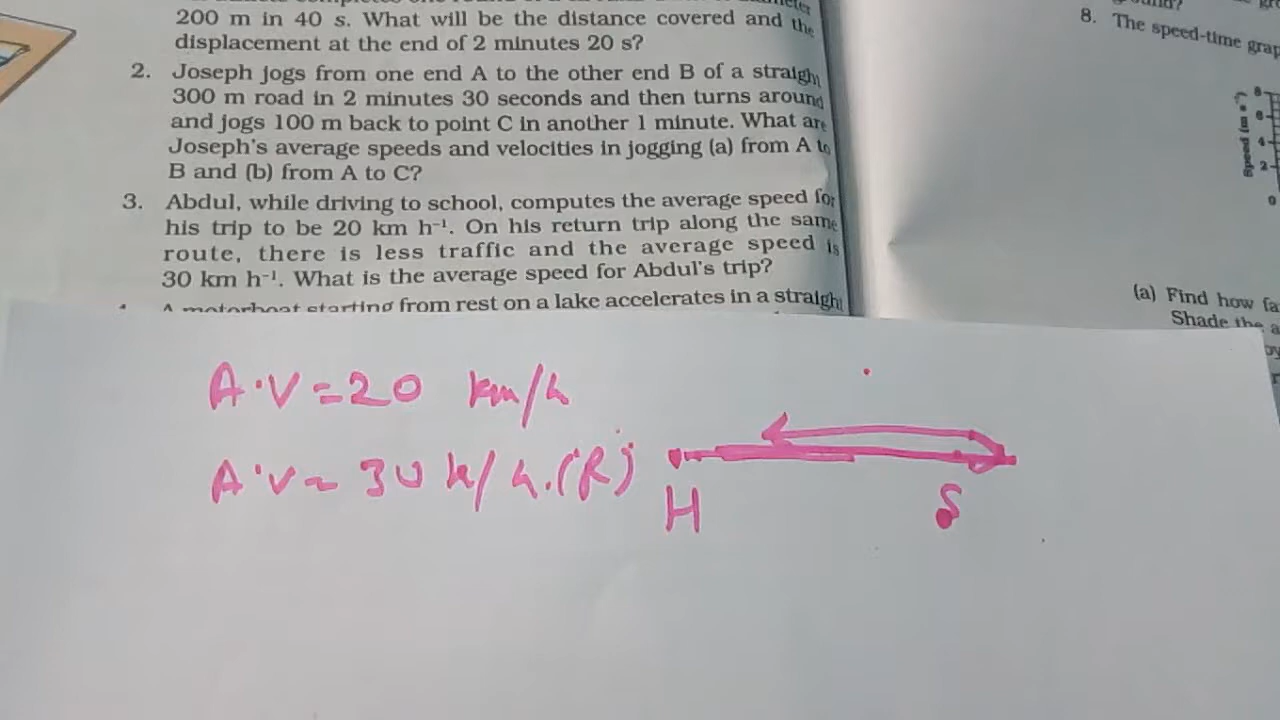 200 m in 40 s. What will be the distance covered and the
displacement at the end of 2 minutes 20 s?
2. Joseph jogs from one end A to the other end B of a straight
300 m road in 2 minutes 30 seconds and then turns around
and jogs 100 m back to point C in another 1 minute. What are
Joseph's average speeds and velocities in jogging (a) from A to
B and (b) from A to C?
3. Abdul, while driving to school, computes the average speed for
his trip to be 20 km h⁻¹. On his return trip along the same
route, there is less traffic and the average speed is
30 km h⁻¹. What is the average speed for Abdul's trip?
A motorboat starting from rest on a lake accelerates in a straight
8. The speed-time grap
Speed (m s
8
6
4
2
0
(a) Find how fa
Shade the a
A.V = 20 km/h
A.V = 30 k/h.(R)
H S